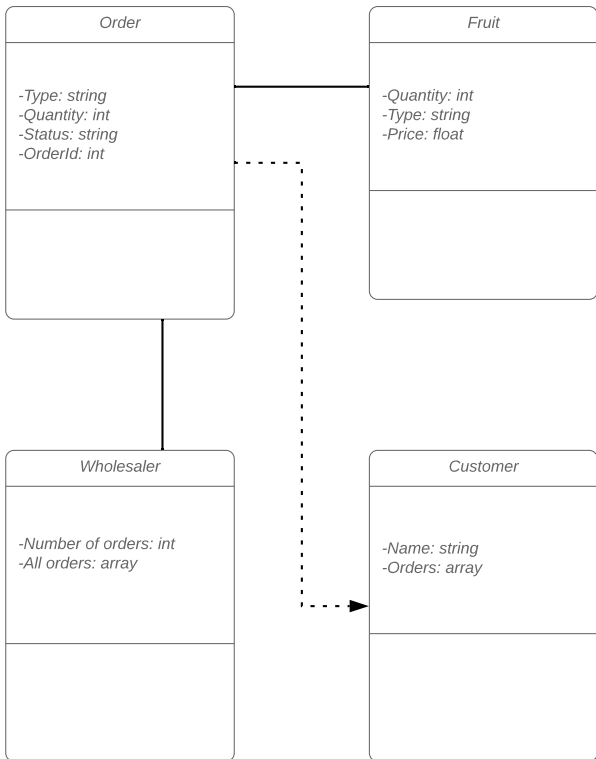 Order
-Type: string
-Quantity: int
-Status: string
-OrderId: int
Fruit
-Quantity: int
-Type: string
-Price: float
Wholesaler
-Number of orders: int
-All orders: array
Customer
-Name: string
-Orders: array